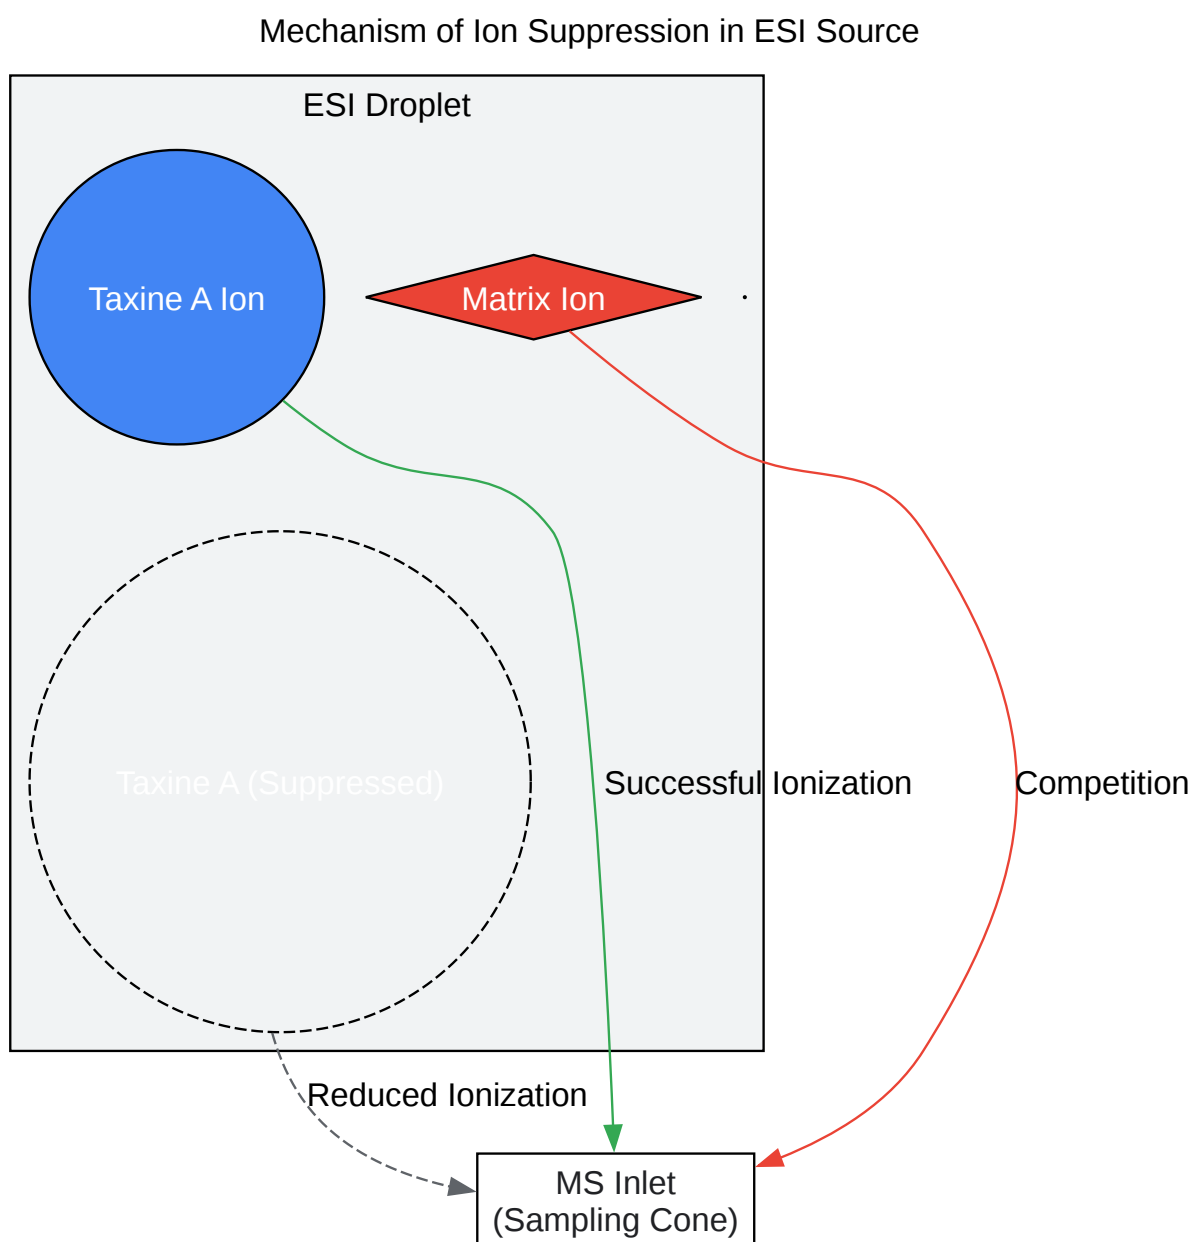 Mechanism of Ion Suppression in ESI Source
ESI Droplet
Taxine A Ion
Matrix Ion
Taxine A (Suppressed)
Successful Ionization
Competition
Reduced Ionization
MS Inlet
(Sampling Cone)